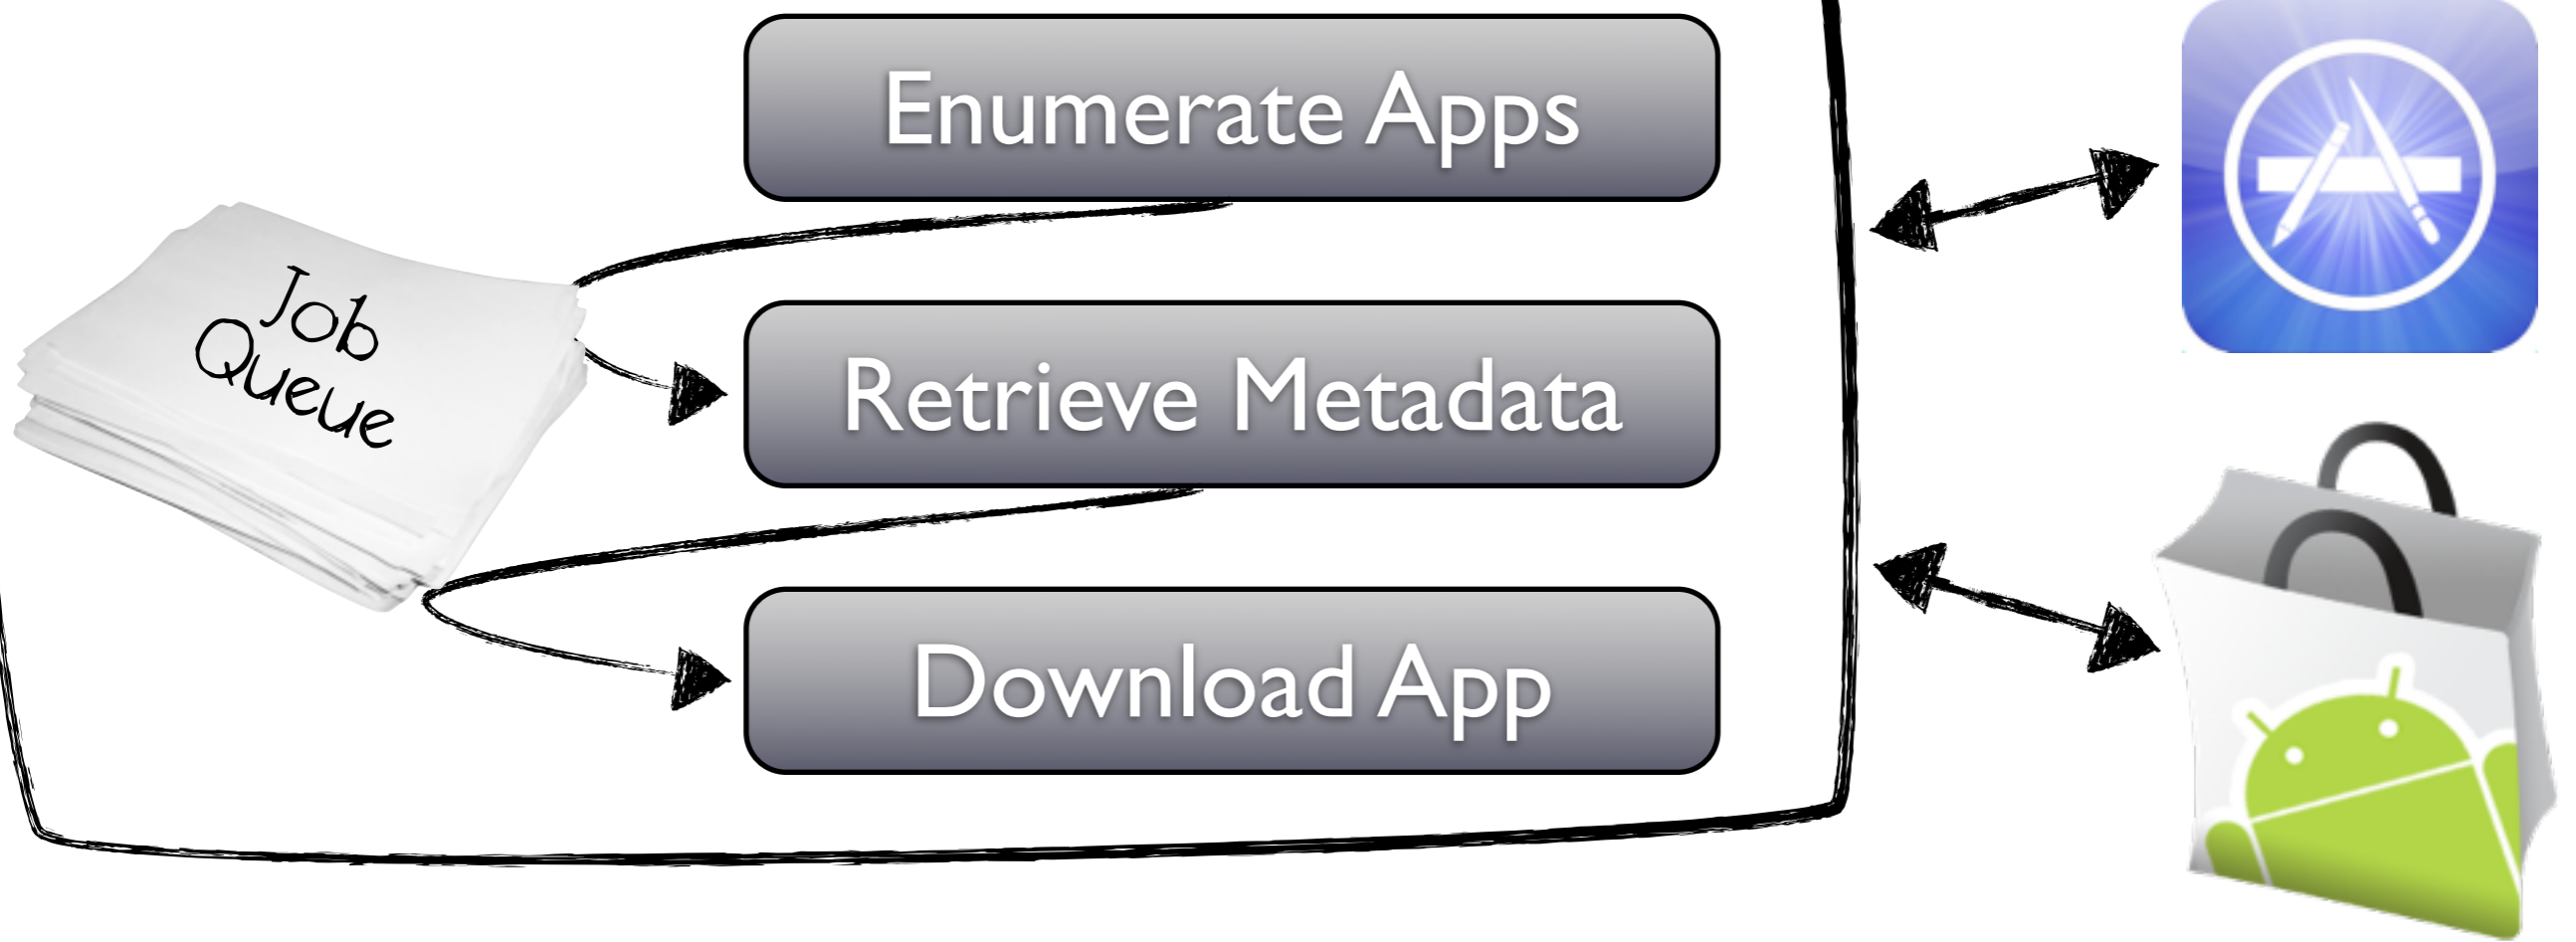 Enumerate Apps
Job
Queue
Retrieve Metadata
Download App